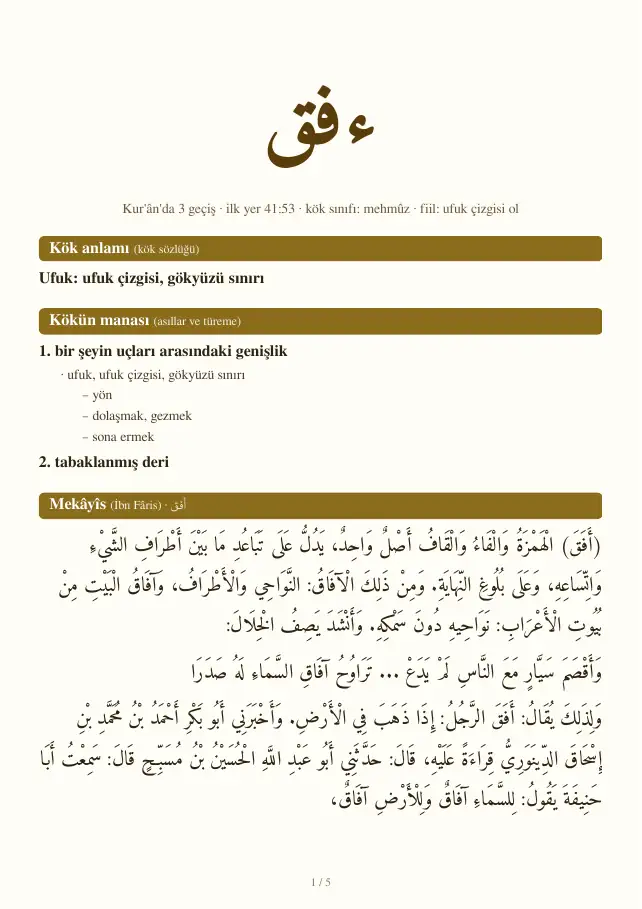 ءفق
Kur'ân'da 3 geçiş · ilk yer 41:53 · kök sınıfı: mehmûz · fiil: ufuk çizgisi ol
Kök anlamı (kök sözlüğü)
Ufuk: ufuk çizgisi, gökyüzü sınırı
Kökün manası (asıllar ve türeme)
1. bir şeyin uçları arasındaki genişlik
· ufuk, ufuk çizgisi, gökyüzü sınırı
– yön
– dolaşmak, gezmek
– sona ermek
2. tabaklanmış deri
Mekâyîs (İbn Fâris) · أفق
(أَفَقَ) الْهَمْزَةُ وَالْفَاءُ وَالْقَافُ أَصْلٌ وَاحِدٌ، يَدُلُّ عَلَى تَبَاعُدِ مَا بَيْنَ أَطْرَافِ الشَّيْءِ
وَاتِّسَاعِهِ، وَعَلَى بُلُوغِ النِّهَايَةِ. وَمِنْ ذَلِكَ الْآفَاقُ: النَّوَاحِي وَالْأَطْرَافُ، وَآفَاقُ الْبَيْتِ مِنْ
بُيُوتِ الْأَعْرَابِ: نَوَاحِيهِ دُونَ سَمْكِهِ. وَأَنْشَدَ يَصِفُ الْخِلَالَ:
وَأَقْصَمَ سَيَّارٍ مَعَ النَّاسِ لَمْ يَدَعْ ... تَرَاوُحُ آفَاقِ السَّمَاءِ لَهُ صَدَرَا
وَلِذَلِكَ يُقَالُ: أَفَقَ الرَّجُلُ: إِذَا ذَهَبَ فِي الْأَرْضِ. وَأَخْبَرَنِي أَبُو بَكْرٍ أَحْمَدُ بْنُ مُحَمَّدِ بْنِ
إِسْحَاقَ الدِّينَوَرِيُّ قِرَاءَةً عَلَيْهِ، قَالَ: حَدَّثَنِي أَبُو عَبْدِ اللَّهِ الْحُسَيْنُ بْنُ مُسَبِّحٍ قَالَ: سَمِعْتُ أَبَا
حَنِيفَةَ يَقُولُ: لِلسَّمَاءِ آفَاقٌ وَلِلْأَرْضِ آفَاقٌ،
1 / 5